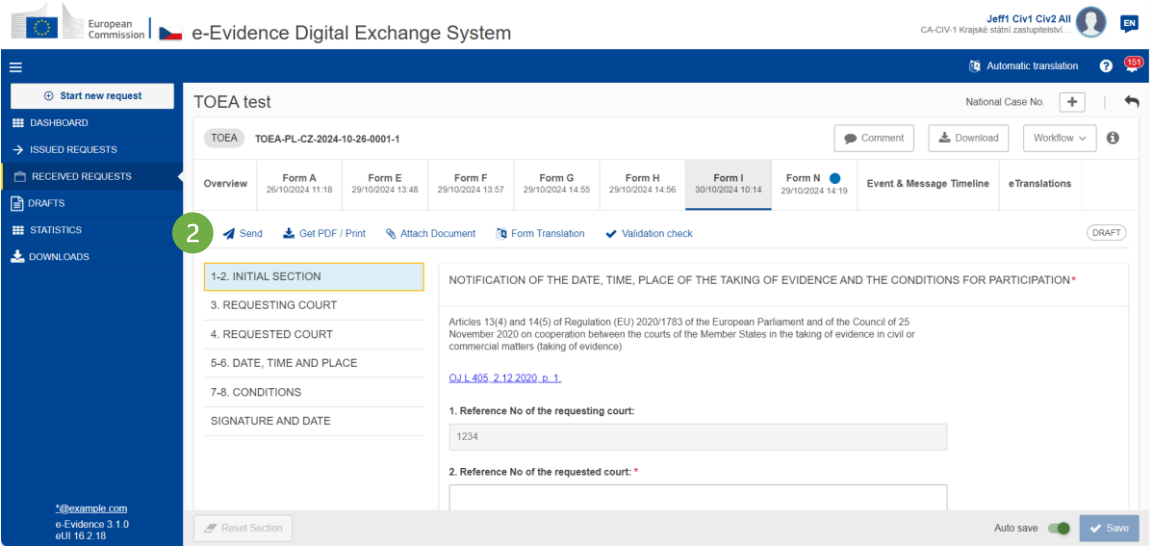 European
Commission
e-Evidence Digital Exchange System
Jeff1 Civ1 Civ2 All
CA-CIV-1 Krajské státní zastupitelství...
EN
Automatic translation
?
151
Start new request
DASHBOARD
ISSUED REQUESTS
RECEIVED REQUESTS
DRAFTS
STATISTICS
DOWNLOADS
*@example.com
e-Evidence 3.1.0
eUI 16.2.18
TOEA test
National Case No.
+
TOEA TOEA-PL-CZ-2024-10-26-0001-1
Comment
Download
Workflow
Overview
Form A
26/10/2024 11:18
Form E
29/10/2024 13:48
Form F
29/10/2024 13:57
Form G
29/10/2024 14:55
Form H
29/10/2024 14:56
Form I
30/10/2024 10:14
Form N
29/10/2024 14:19
Event & Message Timeline
eTranslations
2
Send
Get PDF / Print
Attach Document
Form Translation
Validation check
DRAFT
1-2. INITIAL SECTION
3. REQUESTING COURT
4. REQUESTED COURT
5-6. DATE, TIME AND PLACE
7-8. CONDITIONS
SIGNATURE AND DATE
NOTIFICATION OF THE DATE, TIME, PLACE OF THE TAKING OF EVIDENCE AND THE CONDITIONS FOR PARTICIPATION*
Articles 13(4) and 14(5) of Regulation (EU) 2020/1783 of the European Parliament and of the Council of 25
November 2020 on cooperation between the courts of the Member States in the taking of evidence in civil or
commercial matters (taking of evidence)
OJ L 405, 2.12.2020, p. 1.
1. Reference No of the requesting court:
1234
2. Reference No of the requested court: *
Reset Section
Auto save
Save